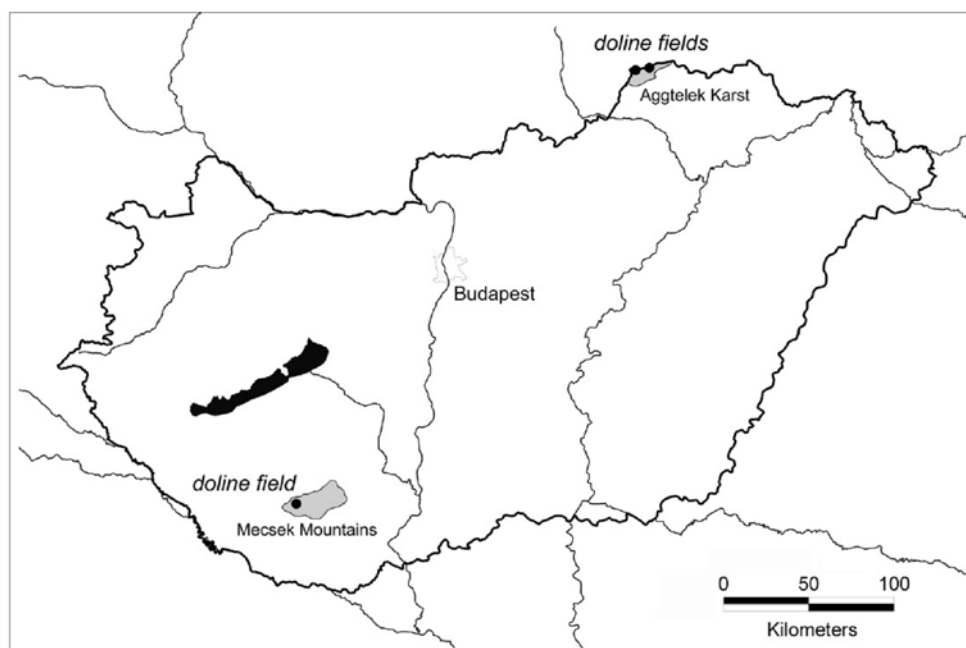 doline fields
Aggtelek Karst
Budapest
doline field
Mecsek Mountains
0 50 100
Kilometers